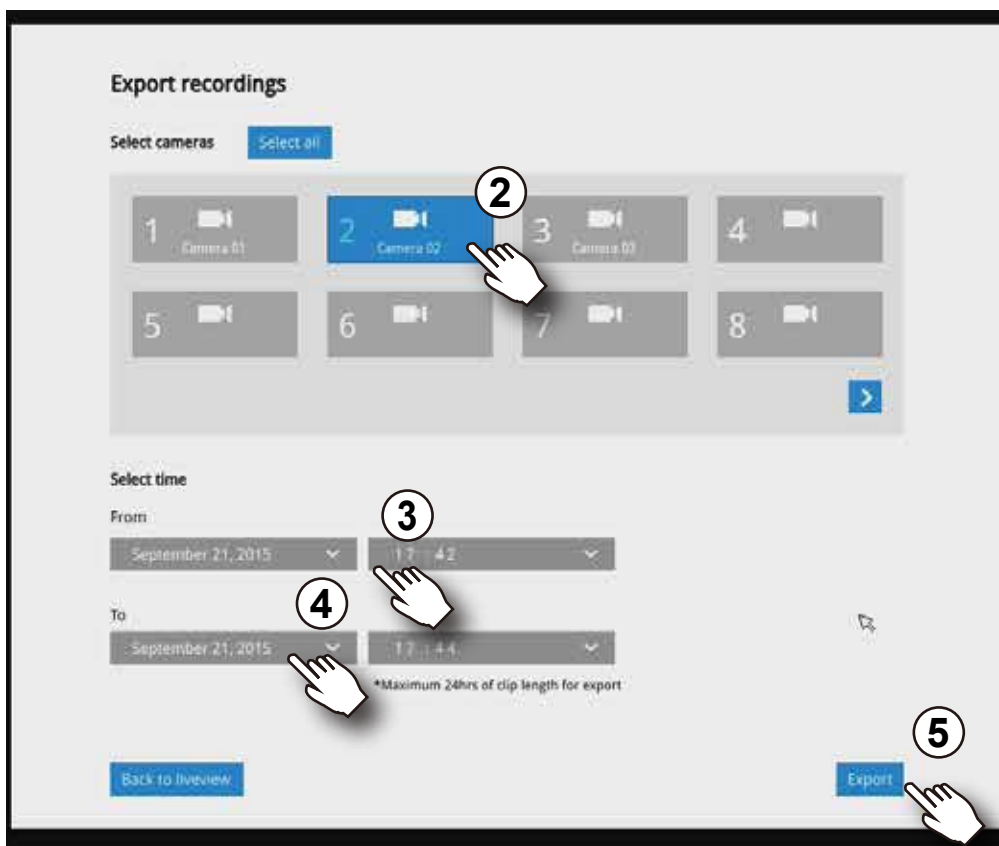 Export recordings
Select cameras Select all
2
1 2 3 4
Camera 01 Camera 02 Camera 03
5 6 7 8
Select time
From
3
September 21, 2015 17 : 42
4
To
September 21, 2015 17 : 44
*Maximum 24hrs of clip length for export
5
Back to liveview Export